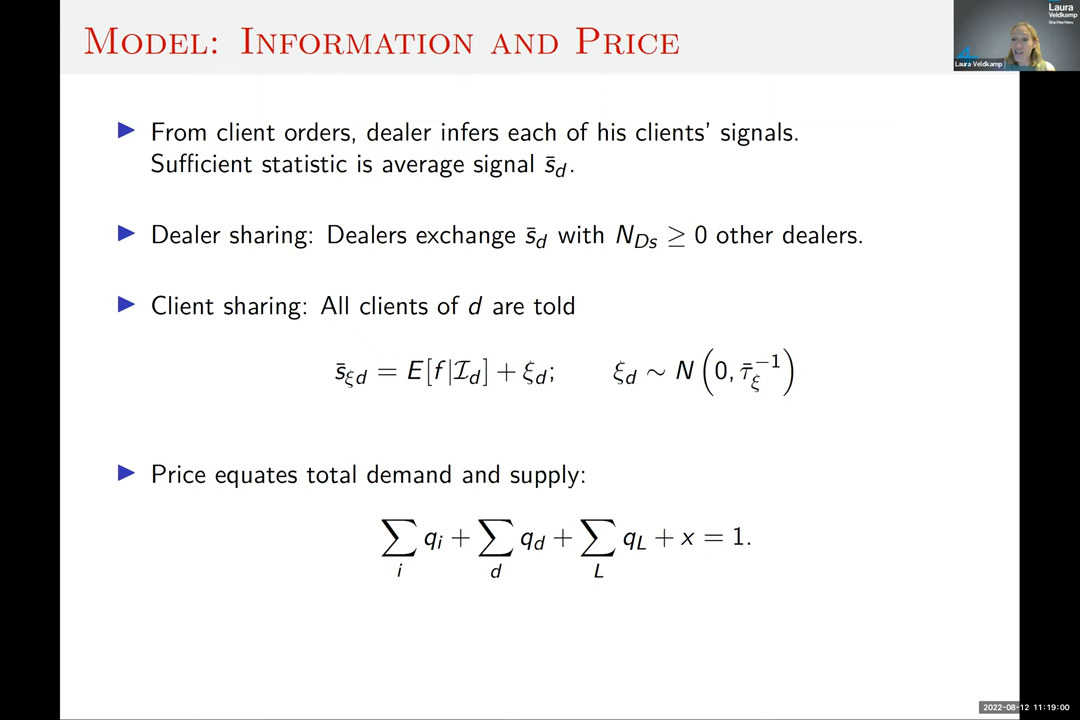 MODEL: INFORMATION AND PRICE
Laura
Veldkamp
Laura Veldkamp
▶ From client orders, dealer infers each of his clients' signals.
Sufficient statistic is average signal s̄_d.
▶ Dealer sharing: Dealers exchange s̄_d with N_{Ds} ≥ 0 other dealers.
▶ Client sharing: All clients of d are told
s̄_{ξd} = E[f|ℐ_d] + ξ_d; ξ_d ∼ N(0, τ̄_ξ^{−1})
▶ Price equates total demand and supply:
∑_i q_i + ∑_d q_d + ∑_L q_L + x = 1.
2022-08-12 11:19:00